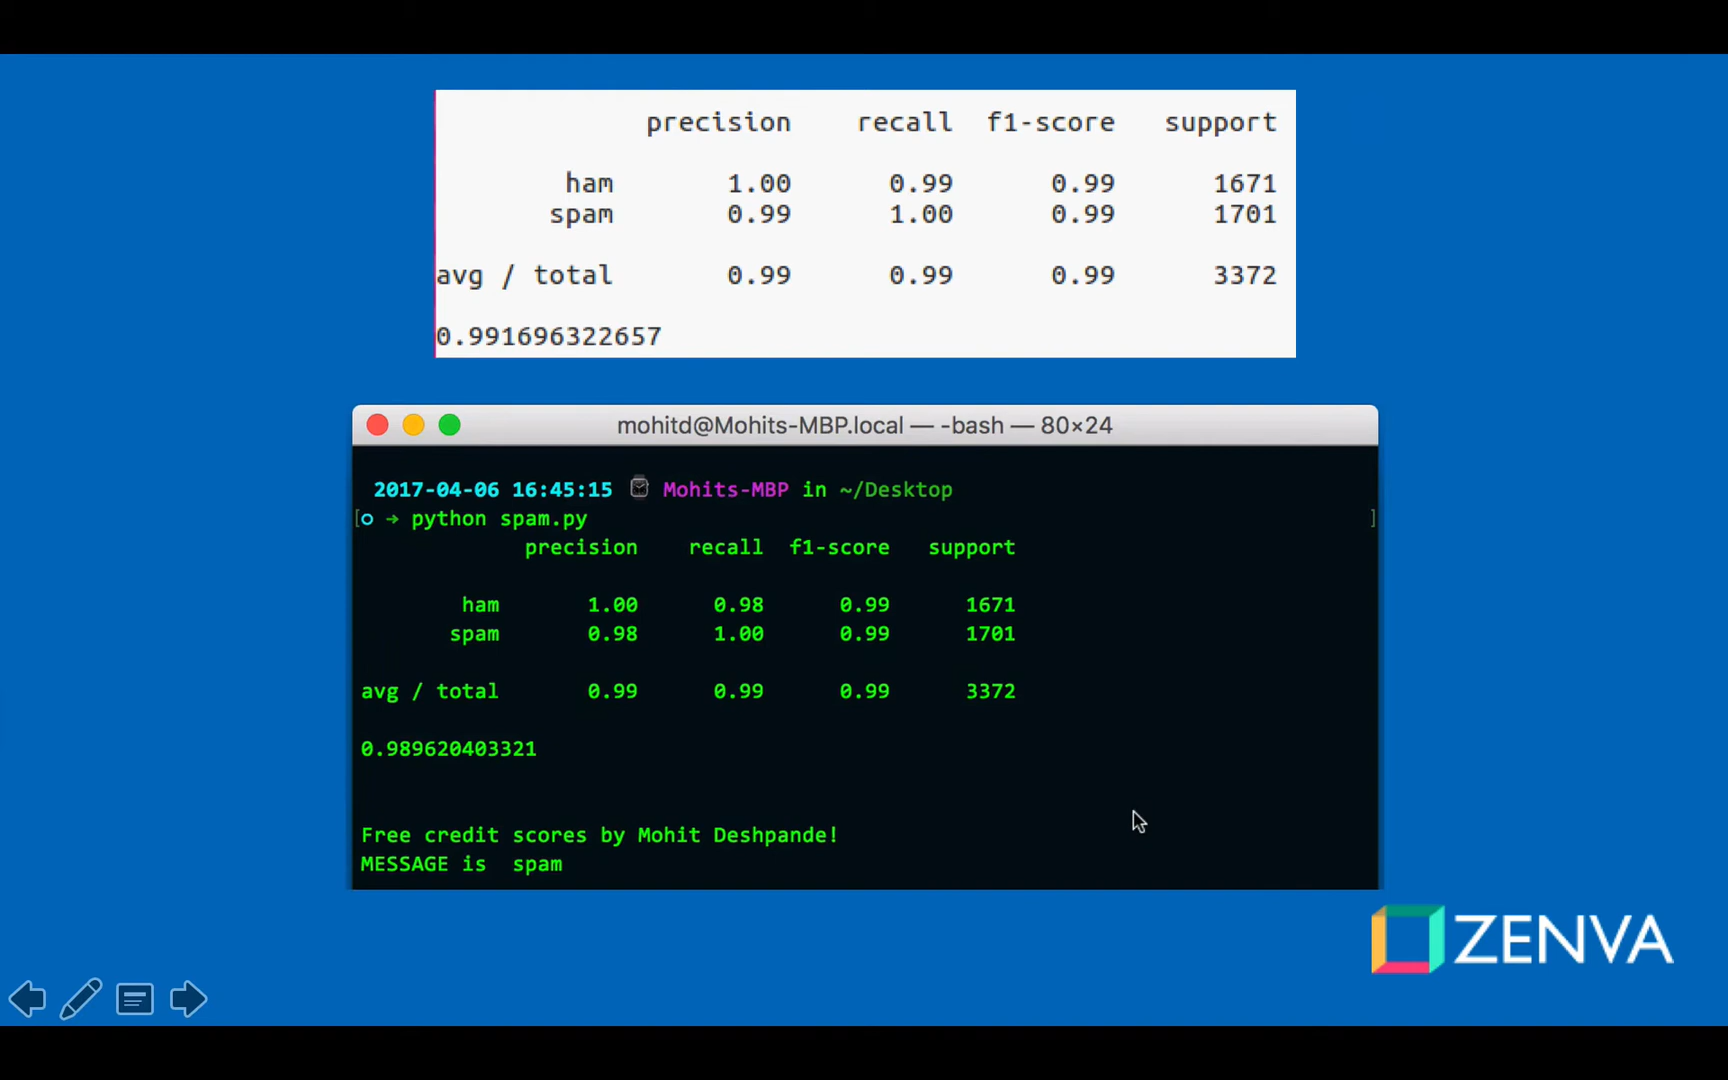 precision recall f1-score support
ham 1.00 0.99 0.99 1671
spam 0.99 1.00 0.99 1701
avg / total 0.99 0.99 0.99 3372
0.991696322657
mohitd@Mohits-MBP.local — -bash — 80×24
2017-04-06 16:45:15 Mohits-MBP in ~/Desktop
[o → python spam.py ]
precision recall f1-score support
ham 1.00 0.98 0.99 1671
spam 0.98 1.00 0.99 1701
avg / total 0.99 0.99 0.99 3372
0.989620403321
Free credit scores by Mohit Deshpande!
MESSAGE is spam
ZENVA